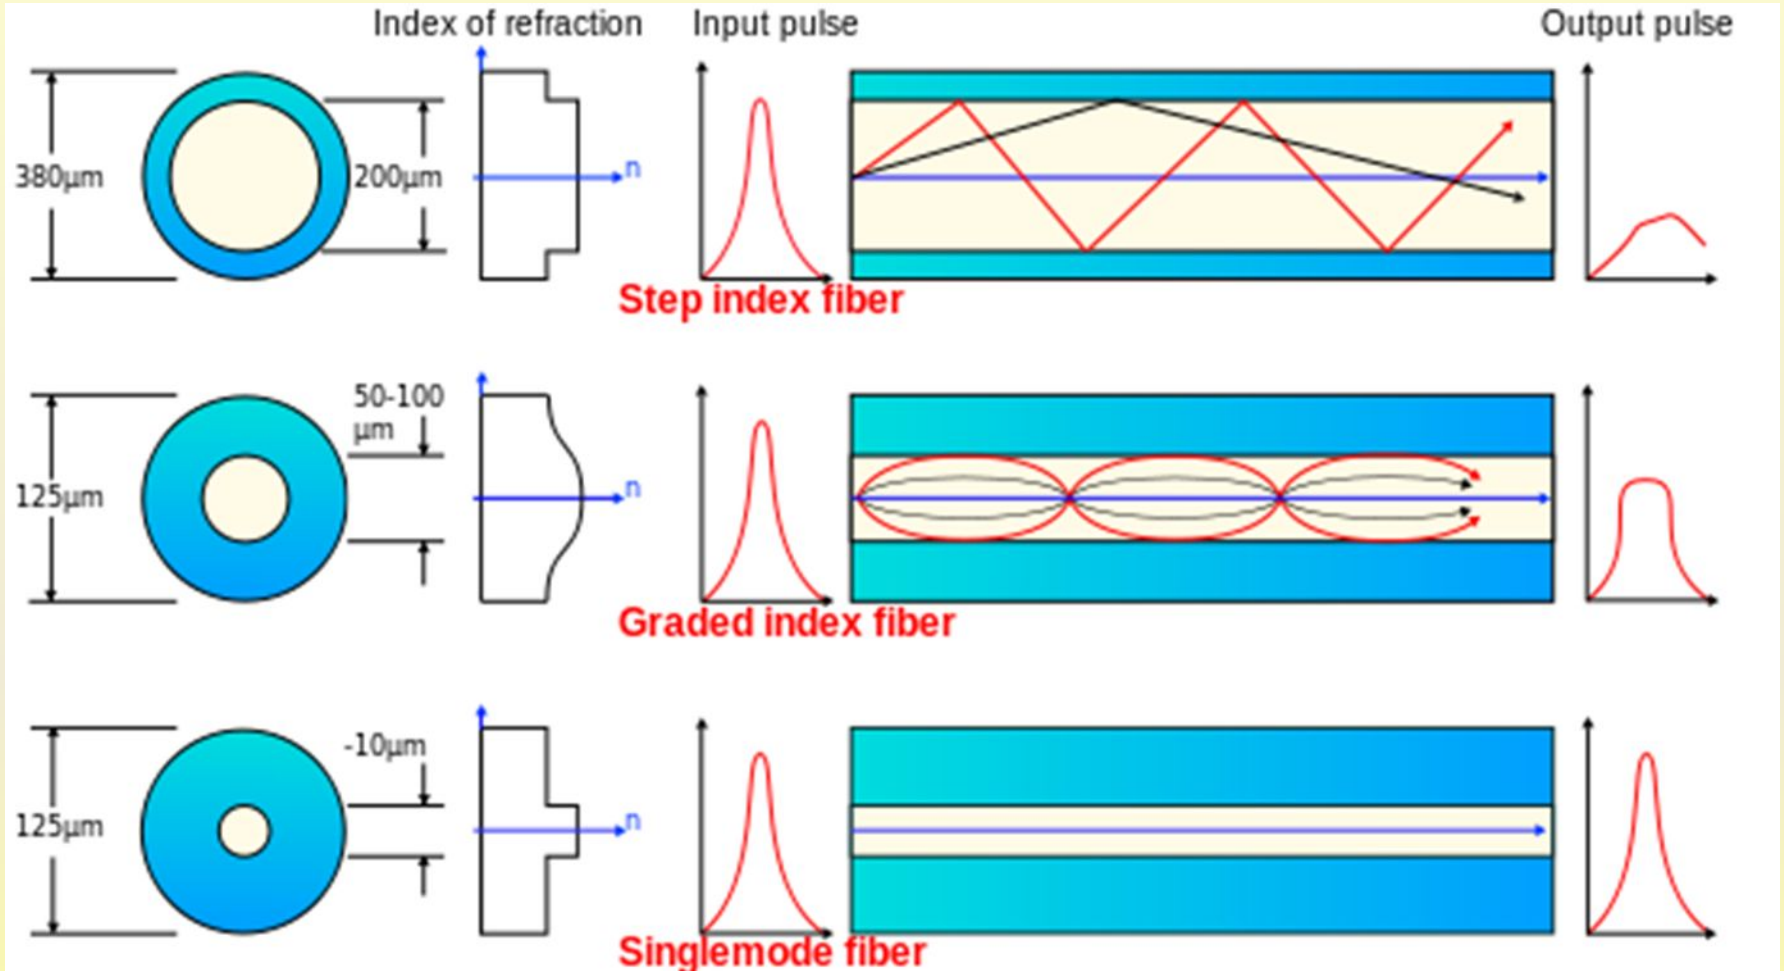 Index of refraction Input pulse Output pulse
380µm
200µm
n
Step index fiber
50-100
µm
125µm
n
Graded index fiber
-10µm
125µm
n
Singlemode fiber